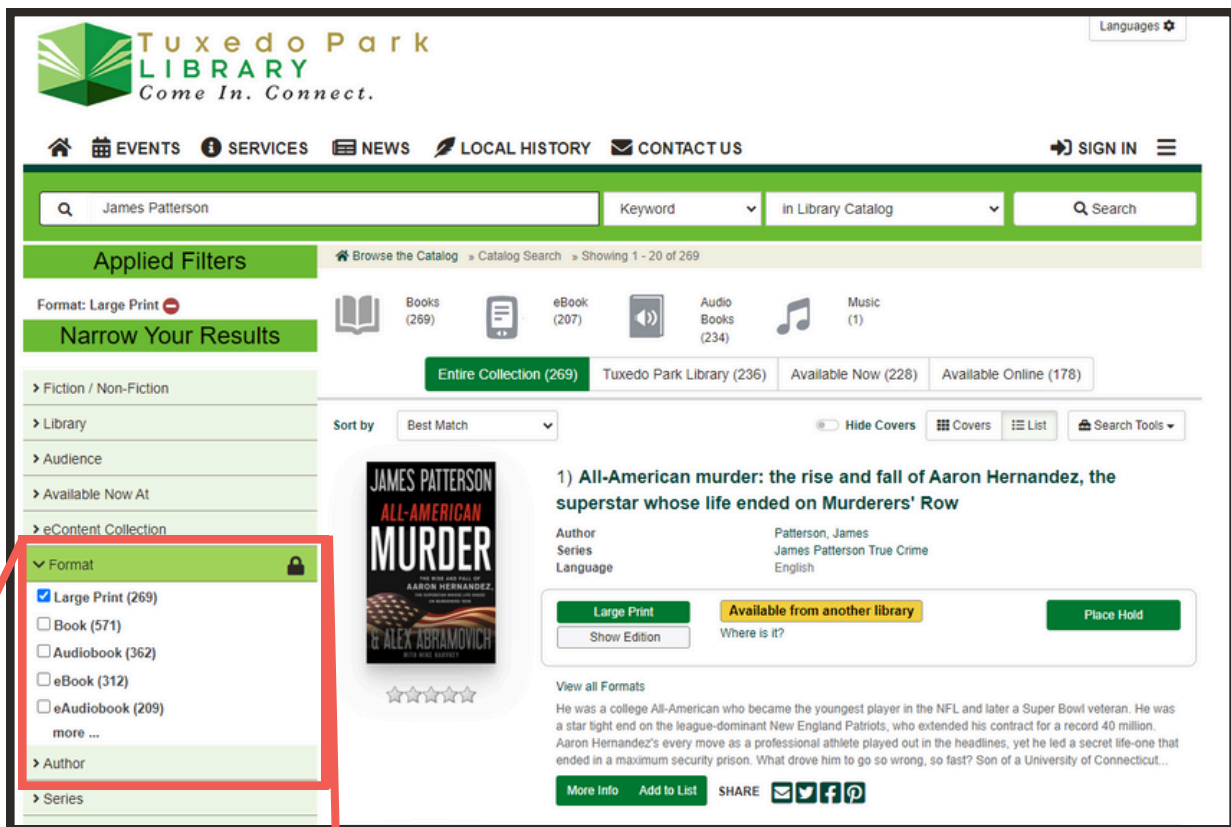 Languages
Tuxedo Park
LIBRARY
Come In. Connect.
EVENTS SERVICES NEWS LOCAL HISTORY CONTACT US SIGN IN
James Patterson Keyword in Library Catalog Search
Applied Filters
Browse the Catalog » Catalog Search » Showing 1 - 20 of 269
Format: Large Print
Narrow Your Results
Books
(269)
eBook
(207)
Audio
Books
(234)
Music
(1)
Entire Collection (269) Tuxedo Park Library (236) Available Now (228) Available Online (178)
Fiction / Non-Fiction
Library
Audience
Available Now At
eContent Collection
Format
Large Print (269)
Book (571)
Audiobook (362)
eBook (312)
eAudiobook (209)
more ...
Author
Series
Sort by Best Match Hide Covers Covers List Search Tools
JAMES PATTERSON
ALL-AMERICAN
MURDER
THE RISE AND FALL OF
AARON HERNANDEZ,
& ALEX ABRAMOVICH
WITH MIKE HARVKEY
1) All-American murder: the rise and fall of Aaron Hernandez, the
superstar whose life ended on Murderers' Row
Author Patterson, James
Series James Patterson True Crime
Language English
Large Print Available from another library Place Hold
Show Edition Where is it?
View all Formats
He was a college All-American who became the youngest player in the NFL and later a Super Bowl veteran. He was
a star tight end on the league-dominant New England Patriots, who extended his contract for a record 40 million.
Aaron Hernandez's every move as a professional athlete played out in the headlines, yet he led a secret life-one that
ended in a maximum security prison. What drove him to go so wrong, so fast? Son of a University of Connecticut...
More Info Add to List SHARE